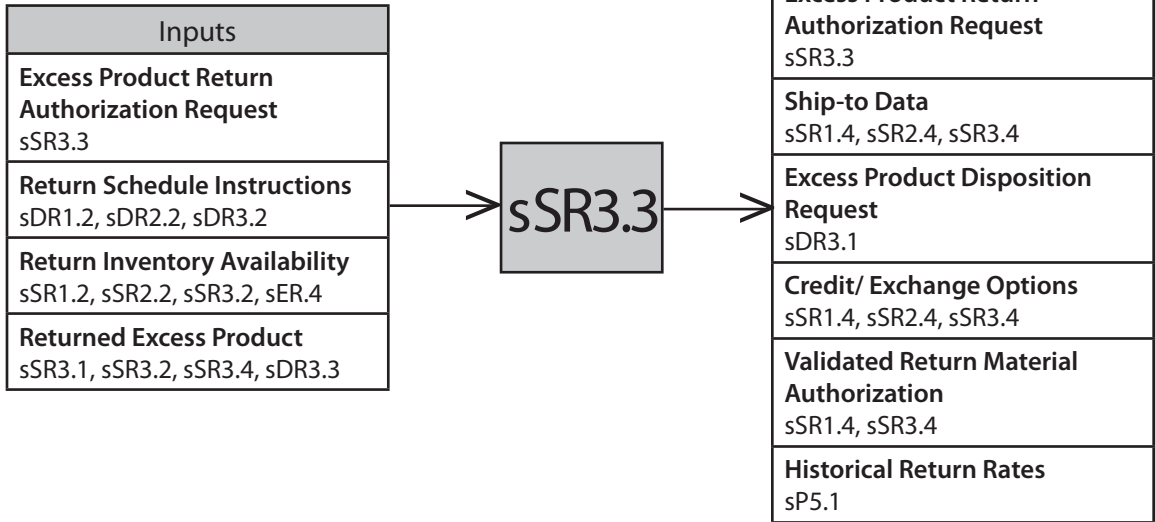 Inputs
Excess Product Return
Authorization Request
sSR3.3
Return Schedule Instructions
sDR1.2, sDR2.2, sDR3.2
Return Inventory Availability
sSR1.2, sSR2.2, sSR3.2, sER.4
Returned Excess Product
sSR3.1, sSR3.2, sSR3.4, sDR3.3
sSR3.3
Excess Product Return
Authorization Request
sSR3.3
Ship-to Data
sSR1.4, sSR2.4, sSR3.4
Excess Product Disposition
Request
sDR3.1
Credit/ Exchange Options
sSR1.4, sSR2.4, sSR3.4
Validated Return Material
Authorization
sSR1.4, sSR3.4
Historical Return Rates
sP5.1